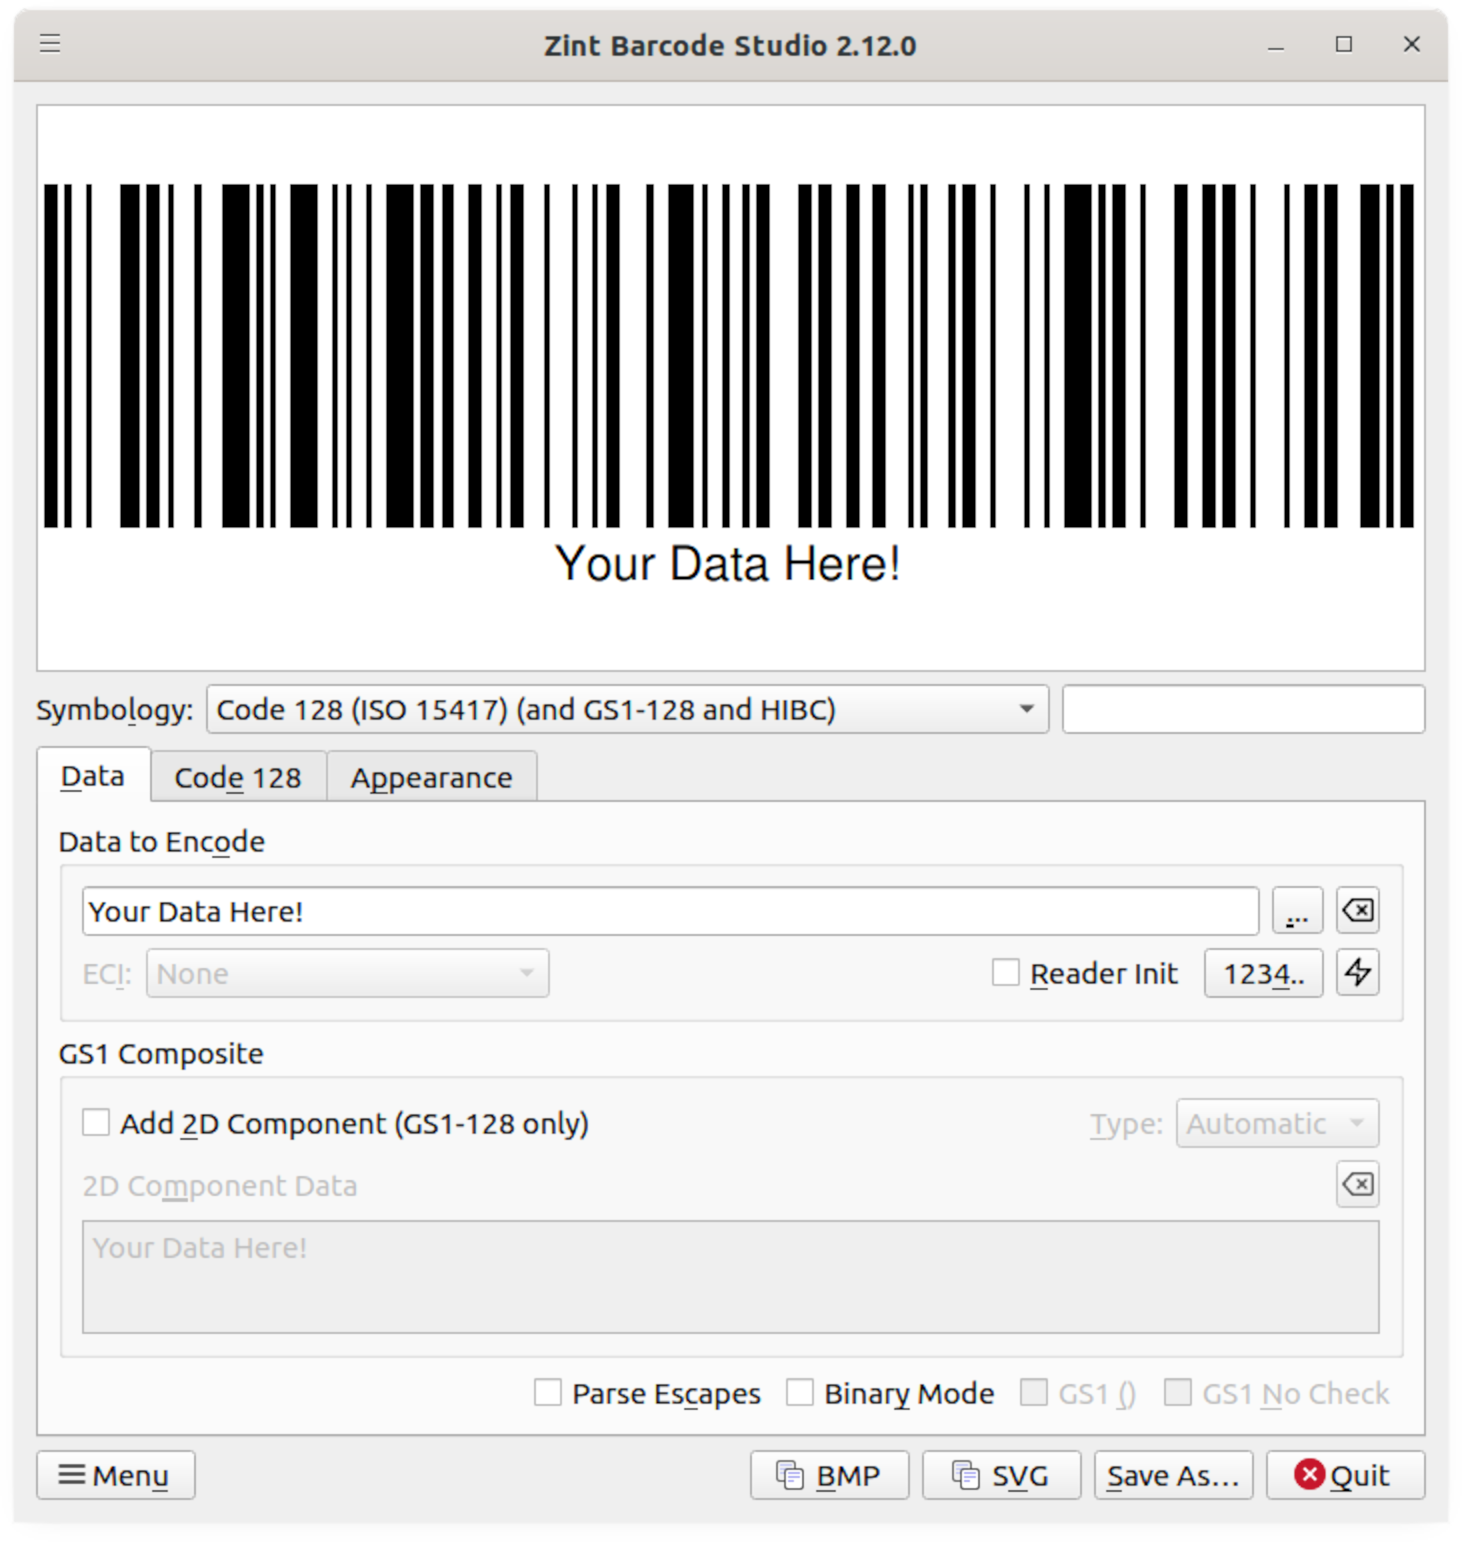 Zint Barcode Studio 2.12.0
Your Data Here!
Symbology: Code 128 (ISO 15417) (and GS1-128 and HIBC)
Data Code 128 Appearance
Data to Encode
Your Data Here! ...
ECI: None Reader Init 1234..
GS1 Composite
Add 2D Component (GS1-128 only) Type: Automatic
2D Component Data
Your Data Here!
Parse Escapes Binary Mode GS1 () GS1 No Check
Menu BMP SVG Save As... Quit